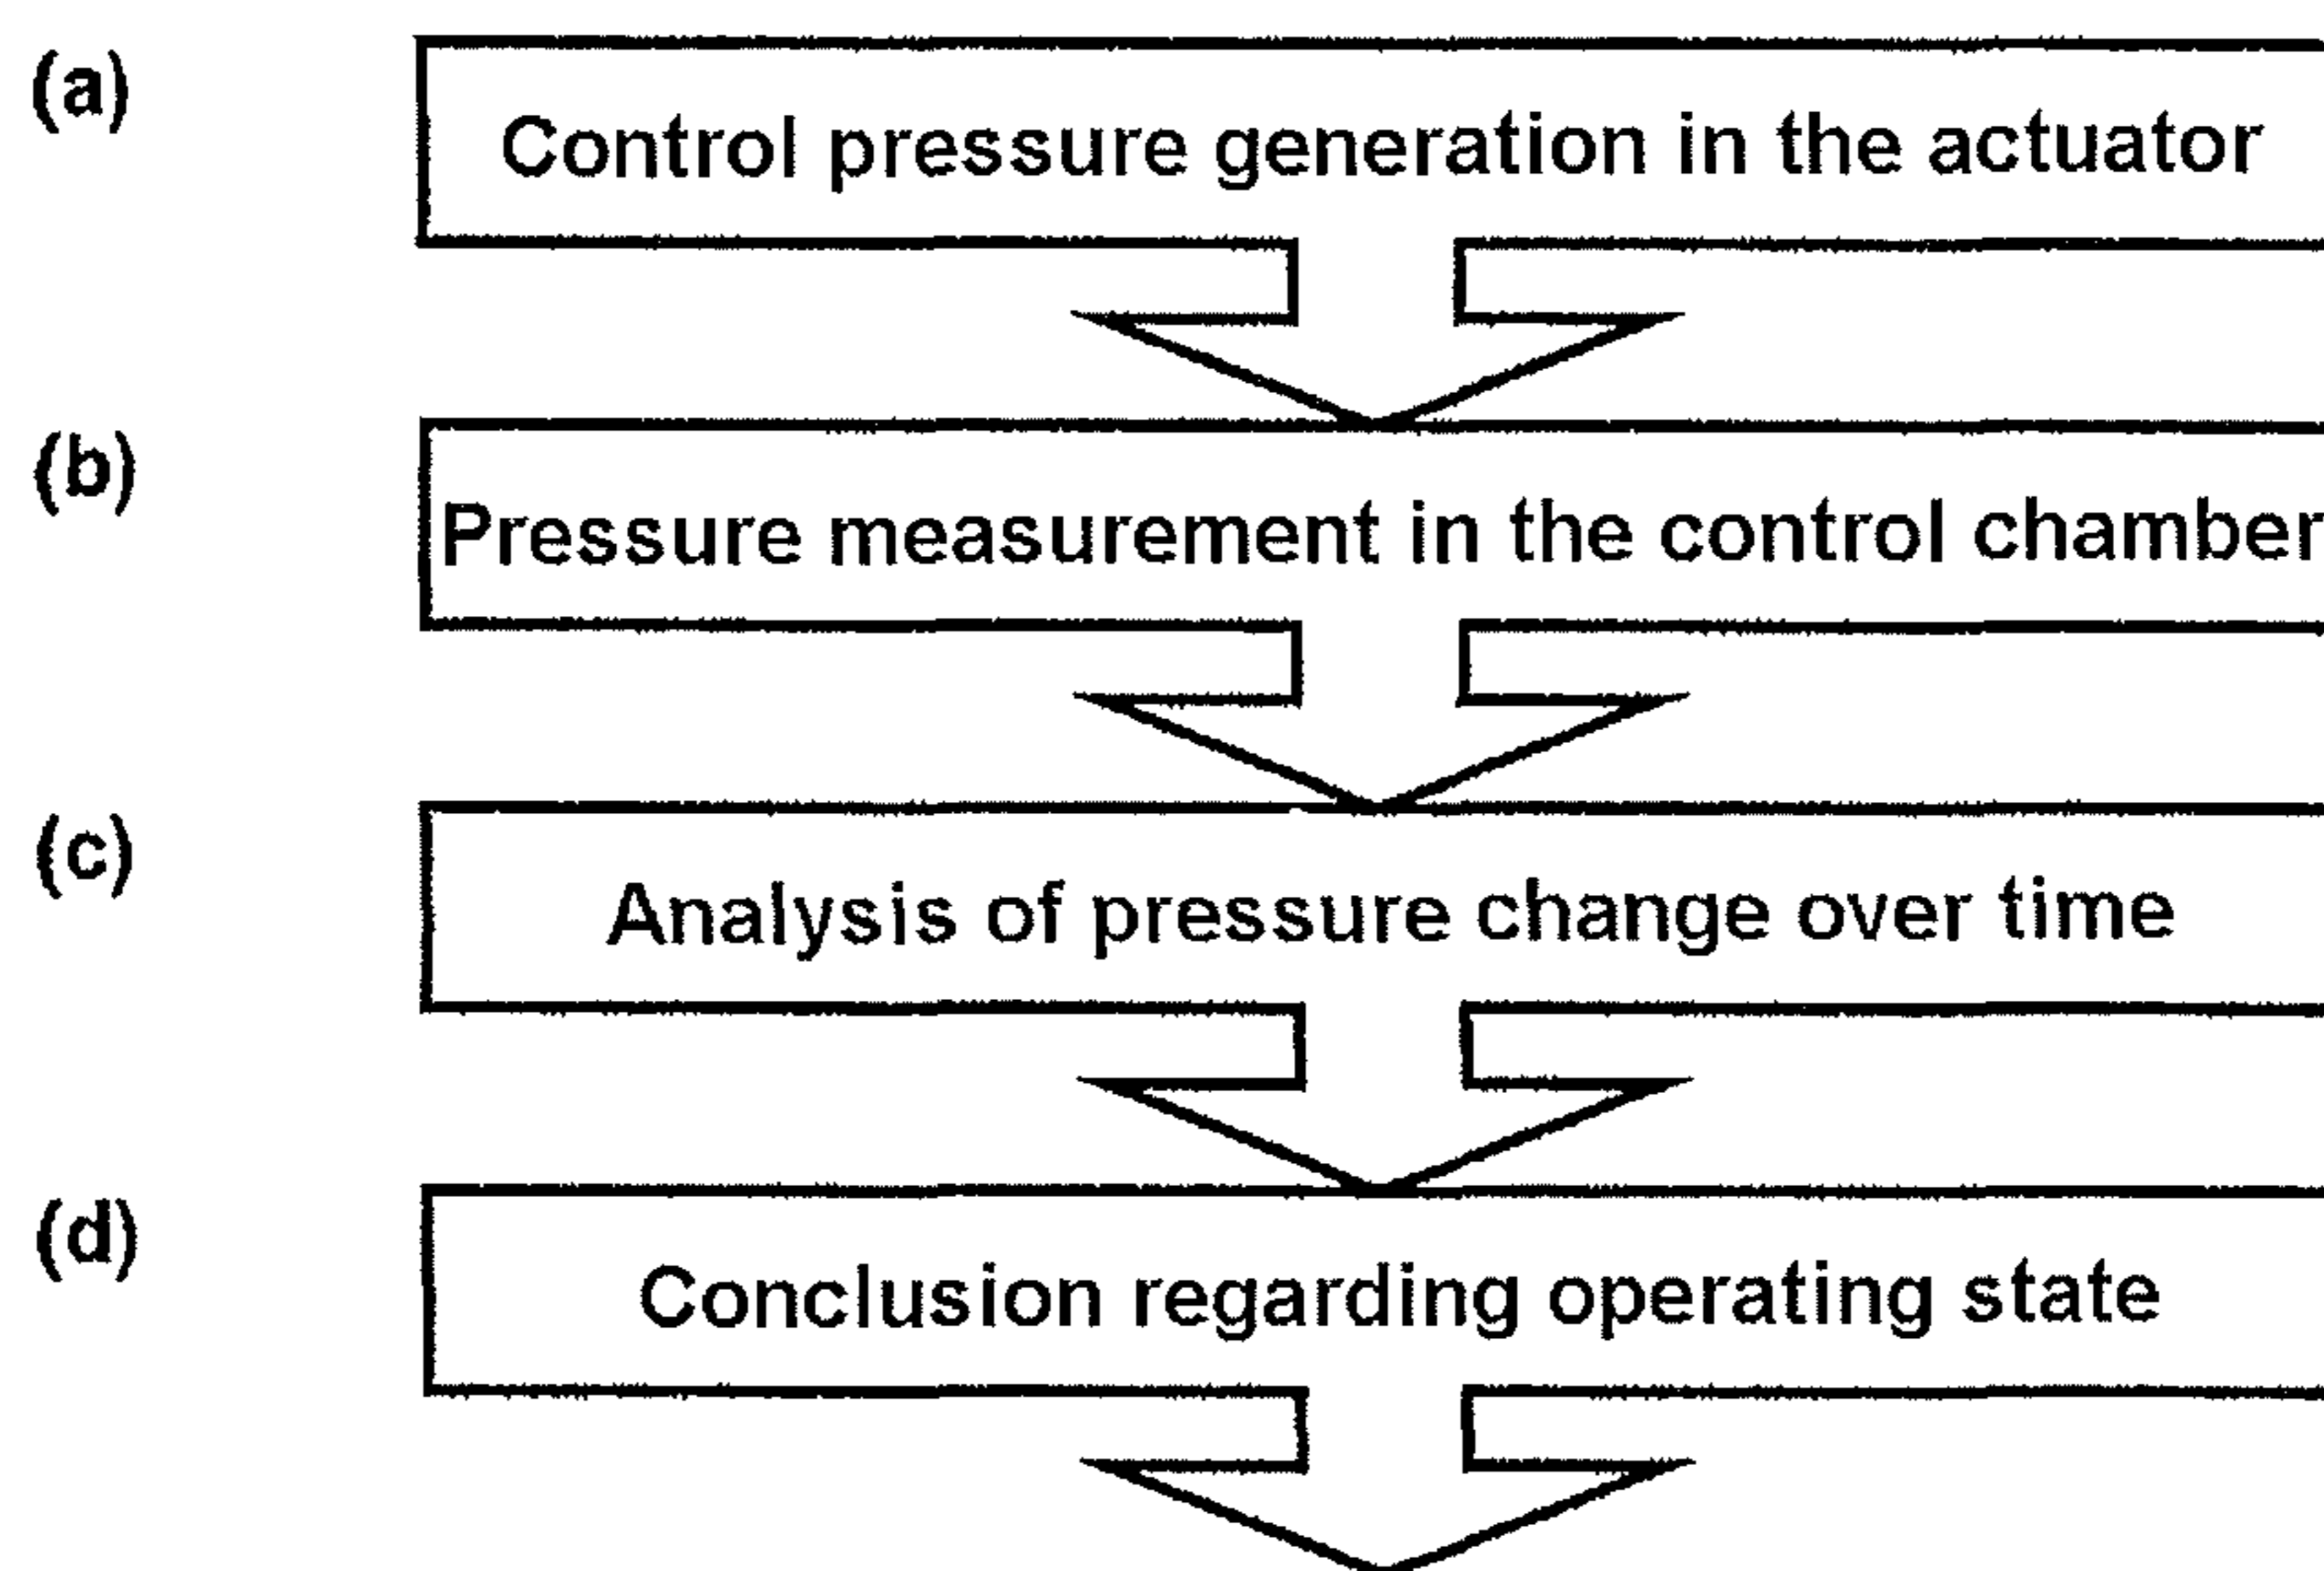 (a)
Control pressure generation in the actuator
(b)
Pressure measurement in the control chamber
(c)
Analysis of pressure change over time
(d)
Conclusion regarding operating state